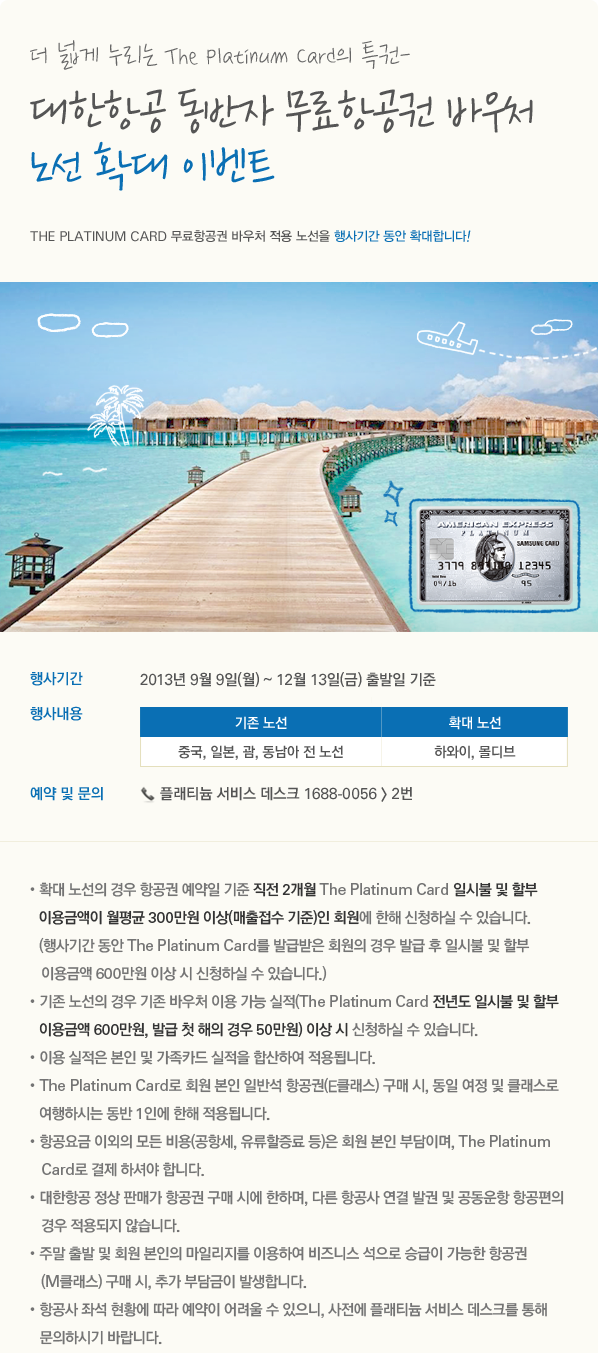 더 넓게 누리는 The Platinum Card의 특권-
대한항공 동반자 무료항공권 바우처
노선 확대 이벤트
THE PLATINUM CARD 무료항공권 바우처 적용 노선을 행사기간 동안 확대합니다!
AMERICAN EXPRESS
PLATINUM
SAMSUNG CARD
12345
09/16 95
행사기간 2013년 9월 9일(월) ~ 12월 13일(금) 출발일 기준
행사내용 기존 노선 확대 노선
중국, 일본, 괌, 동남아 전 노선 하와이, 몰디브
예약 및 문의 플래티늄 서비스 데스크 1688-0056 > 2번
• 확대 노선의 경우 항공권 예약일 기준 직전 2개월 The Platinum Card 일시불 및 할부
이용금액이 월평균 300만원 이상(매출접수 기준)인 회원에 한해 신청하실 수 있습니다.
(행사기간 동안 The Platinum Card를 발급받은 회원의 경우 발급 후 일시불 및 할부
이용금액 600만원 이상 시 신청하실 수 있습니다.)
• 기존 노선의 경우 기존 바우처 이용 가능 실적(The Platinum Card 전년도 일시불 및 할부
이용금액 600만원, 발급 첫 해의 경우 50만원) 이상 시 신청하실 수 있습니다.
• 이용 실적은 본인 및 가족카드 실적을 합산하여 적용됩니다.
• The Platinum Card로 회원 본인 일반석 항공권(E클래스) 구매 시, 동일 여정 및 클래스로
여행하시는 동반 1인에 한해 적용됩니다.
• 항공요금 이외의 모든 비용(공항세, 유류할증료 등)은 회원 본인 부담이며, The Platinum
Card로 결제 하셔야 합니다.
• 대한항공 정상 판매가 항공권 구매 시에 한하며, 다른 항공사 연결 발권 및 공동운항 항공편의
경우 적용되지 않습니다.
• 주말 출발 및 회원 본인의 마일리지를 이용하여 비즈니스 석으로 승급이 가능한 항공권
(M클래스) 구매 시, 추가 부담금이 발생합니다.
• 항공사 좌석 현황에 따라 예약이 어려울 수 있으니, 사전에 플래티늄 서비스 데스크를 통해
문의하시기 바랍니다.